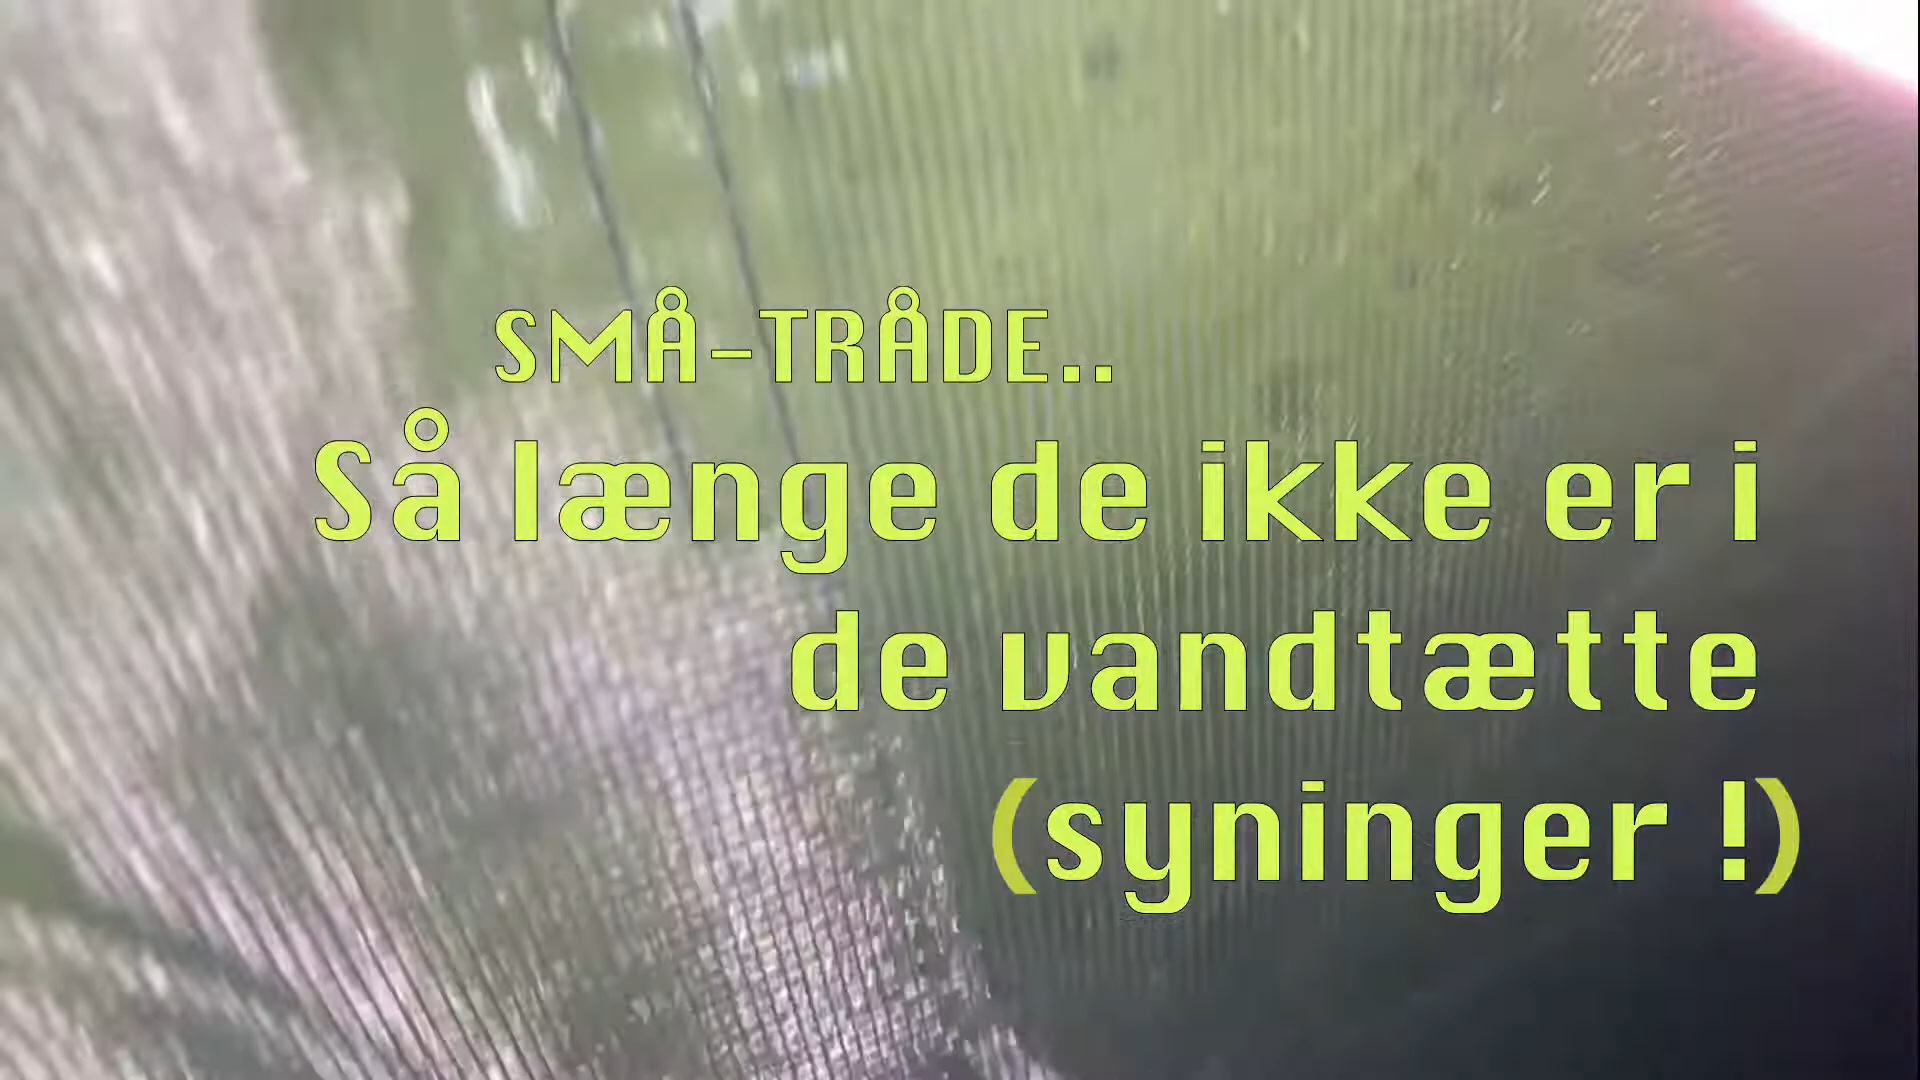 SMÅ-TRÅDE..
Så længe de ikke er i
de vandtætte
(syninger !)